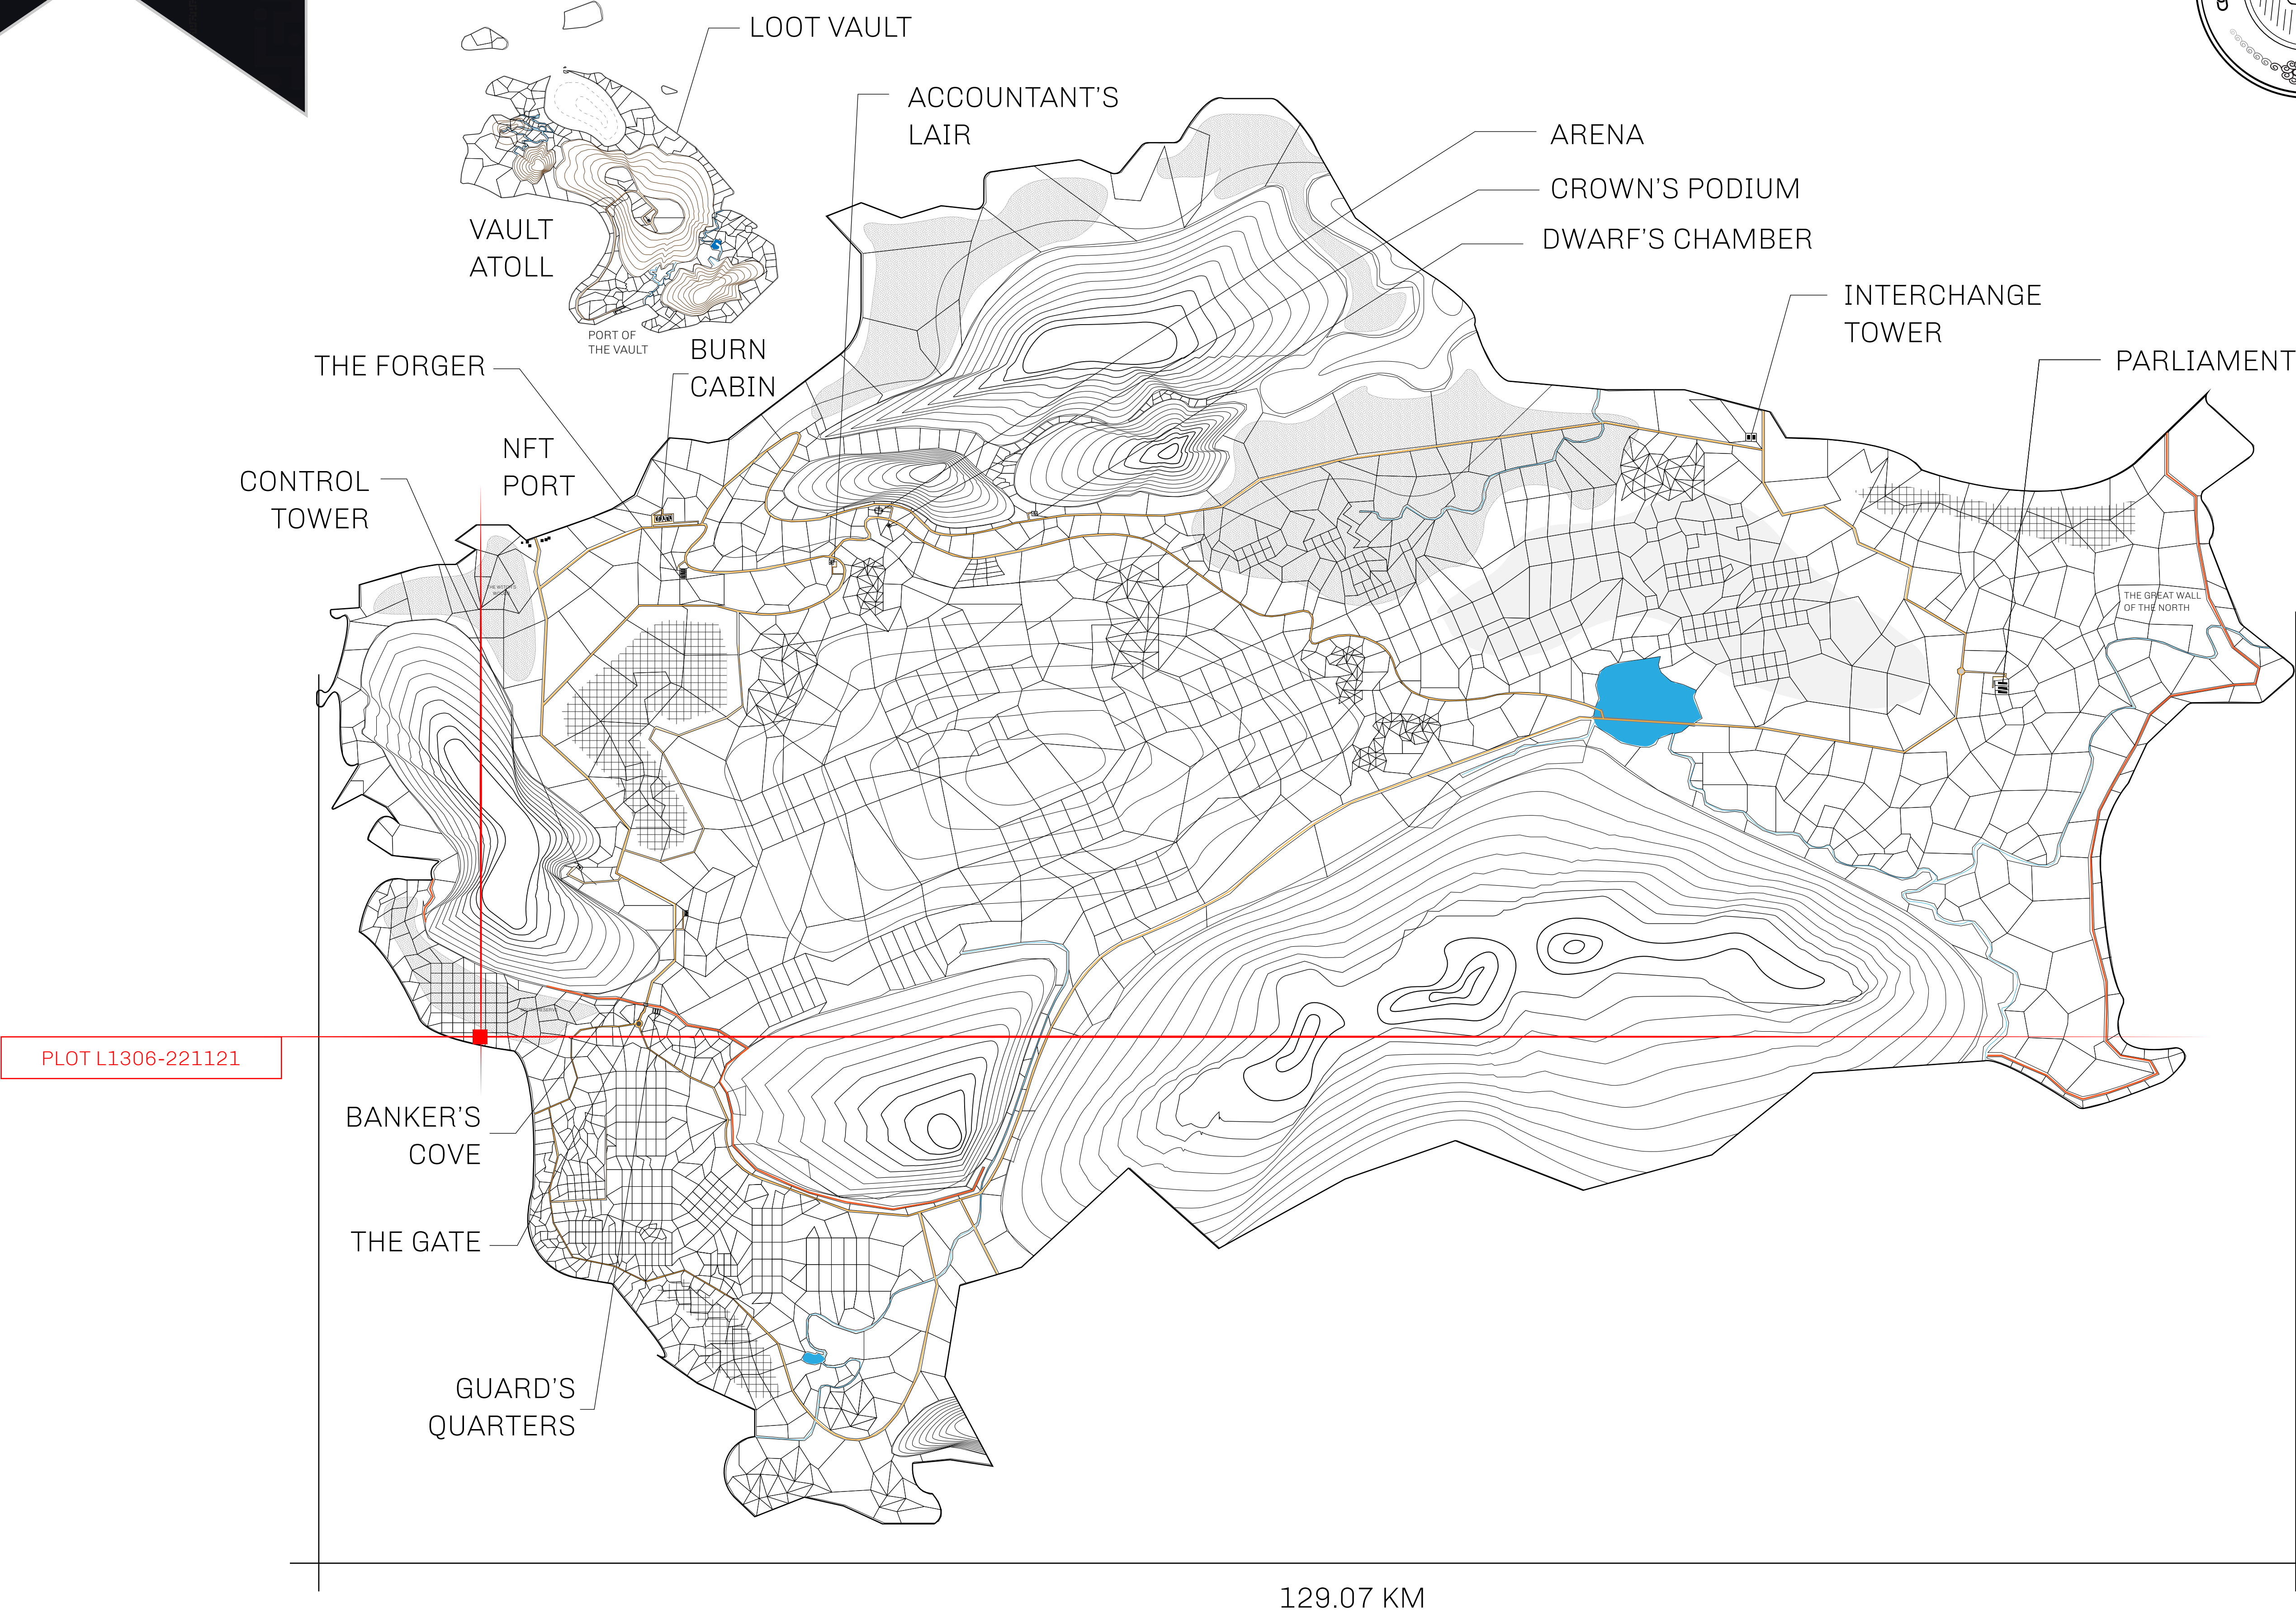 LOOT VAULT
ACCOUNTANT'S
LAIR
ARENA
CROWN'S PODIUM
DWARF'S CHAMBER
VAULT
ATOLL
INTERCHANGE
TOWER
PORT OF
THE VAULT
BURN
CABIN
THE FORGER
PARLIAMENT
NFT
PORT
CONTROL
TOWER
THE GREAT WALL
OF THE NORTH
PLOT L1306-221121
BANKER'S
COVE
THE GATE
GUARD'S
QUARTERS
129.07 KM